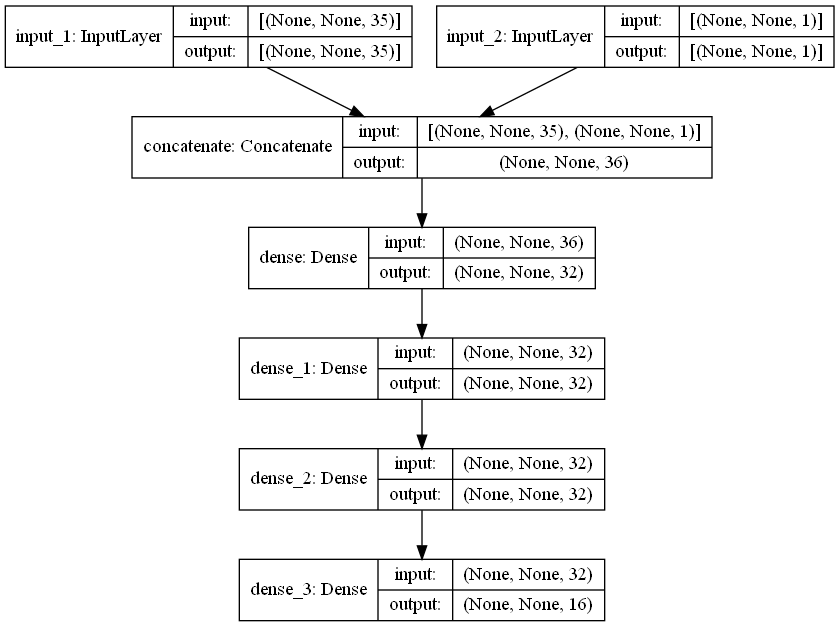 input_1: InputLayer
input: [(None, None, 35)]
output: [(None, None, 35)]
input_2: InputLayer
input: [(None, None, 1)]
output: [(None, None, 1)]
concatenate: Concatenate
input: [(None, None, 35), (None, None, 1)]
output: (None, None, 36)
dense: Dense
input: (None, None, 36)
output: (None, None, 32)
dense_1: Dense
input: (None, None, 32)
output: (None, None, 32)
dense_2: Dense
input: (None, None, 32)
output: (None, None, 32)
dense_3: Dense
input: (None, None, 32)
output: (None, None, 16)